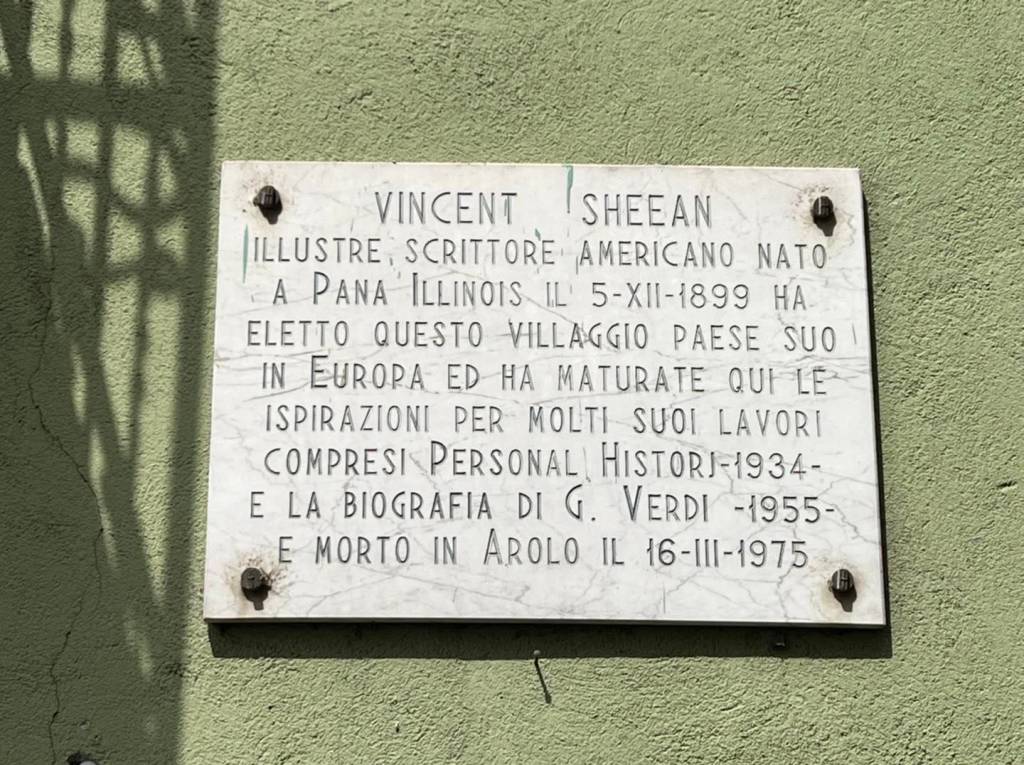 VINCENT SHEEAN
ILLUSTRE SCRITTORE AMERICANO NATO
A PANA ILLINOIS IL 5-XII-1899 HA
ELETTO QUESTO VILLAGGIO PAESE SUO
IN EUROPA ED HA MATURATE QUI LE
ISPIRAZIONI PER MOLTI SUOI LAVORI
COMPRESI PERSONAL HISTORJ-1934-
E LA BIOGRAFIA DI G. VERDI -1955-
E MORTO IN AROLO IL 16-III-1975